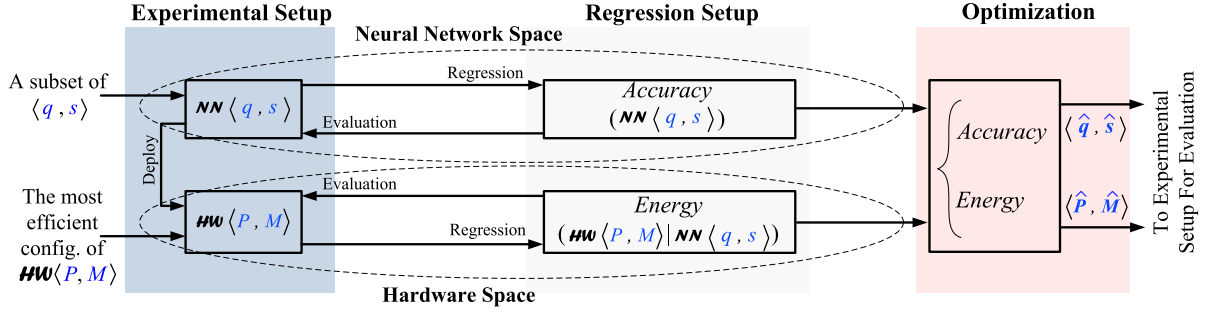 Experimental Setup
Regression Setup
Optimization
Neural Network Space
A subset of
⟨q , s⟩
NN ⟨q , s⟩
Regression
Evaluation
Accuracy
(NN ⟨q , s⟩)
Deploy
The most
efficient
config. of
HW⟨P, M⟩
HW ⟨P , M⟩
Evaluation
Regression
Energy
(HW ⟨P , M⟩| NN ⟨q , s⟩)
Hardware Space
Accuracy
Energy
⟨q̂ , ŝ⟩
⟨P̂ , M̂⟩
To Experimental
Setup For Evaluation